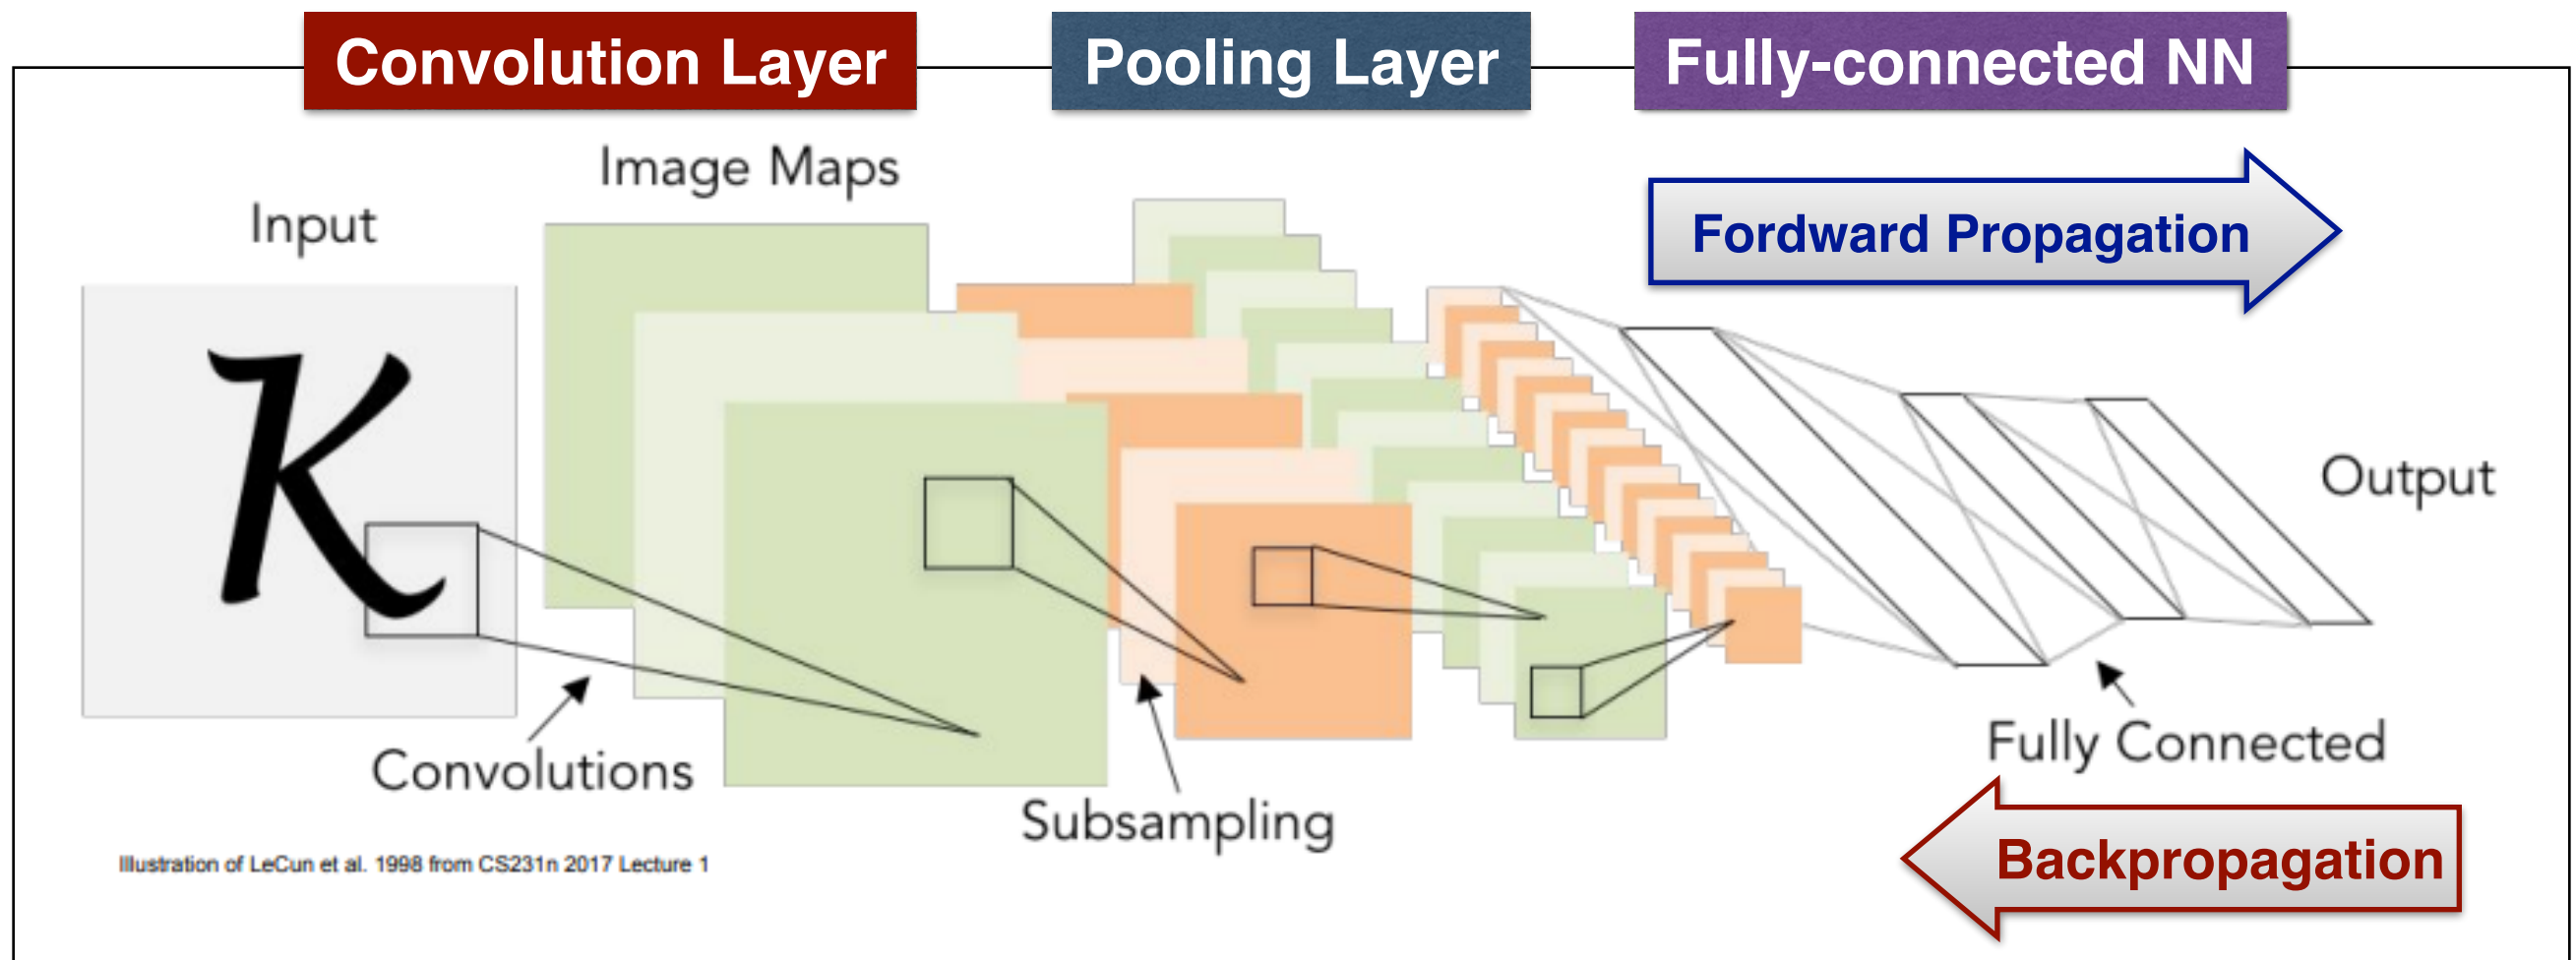 Convolution Layer
Pooling Layer
Fully-connected NN
Image Maps
Input
Fordward Propagation
K
Output
Fully Connected
Convolutions
Subsampling
Illustration of LeCun et al. 1998 from CS231n 2017 Lecture 1
Backpropagation